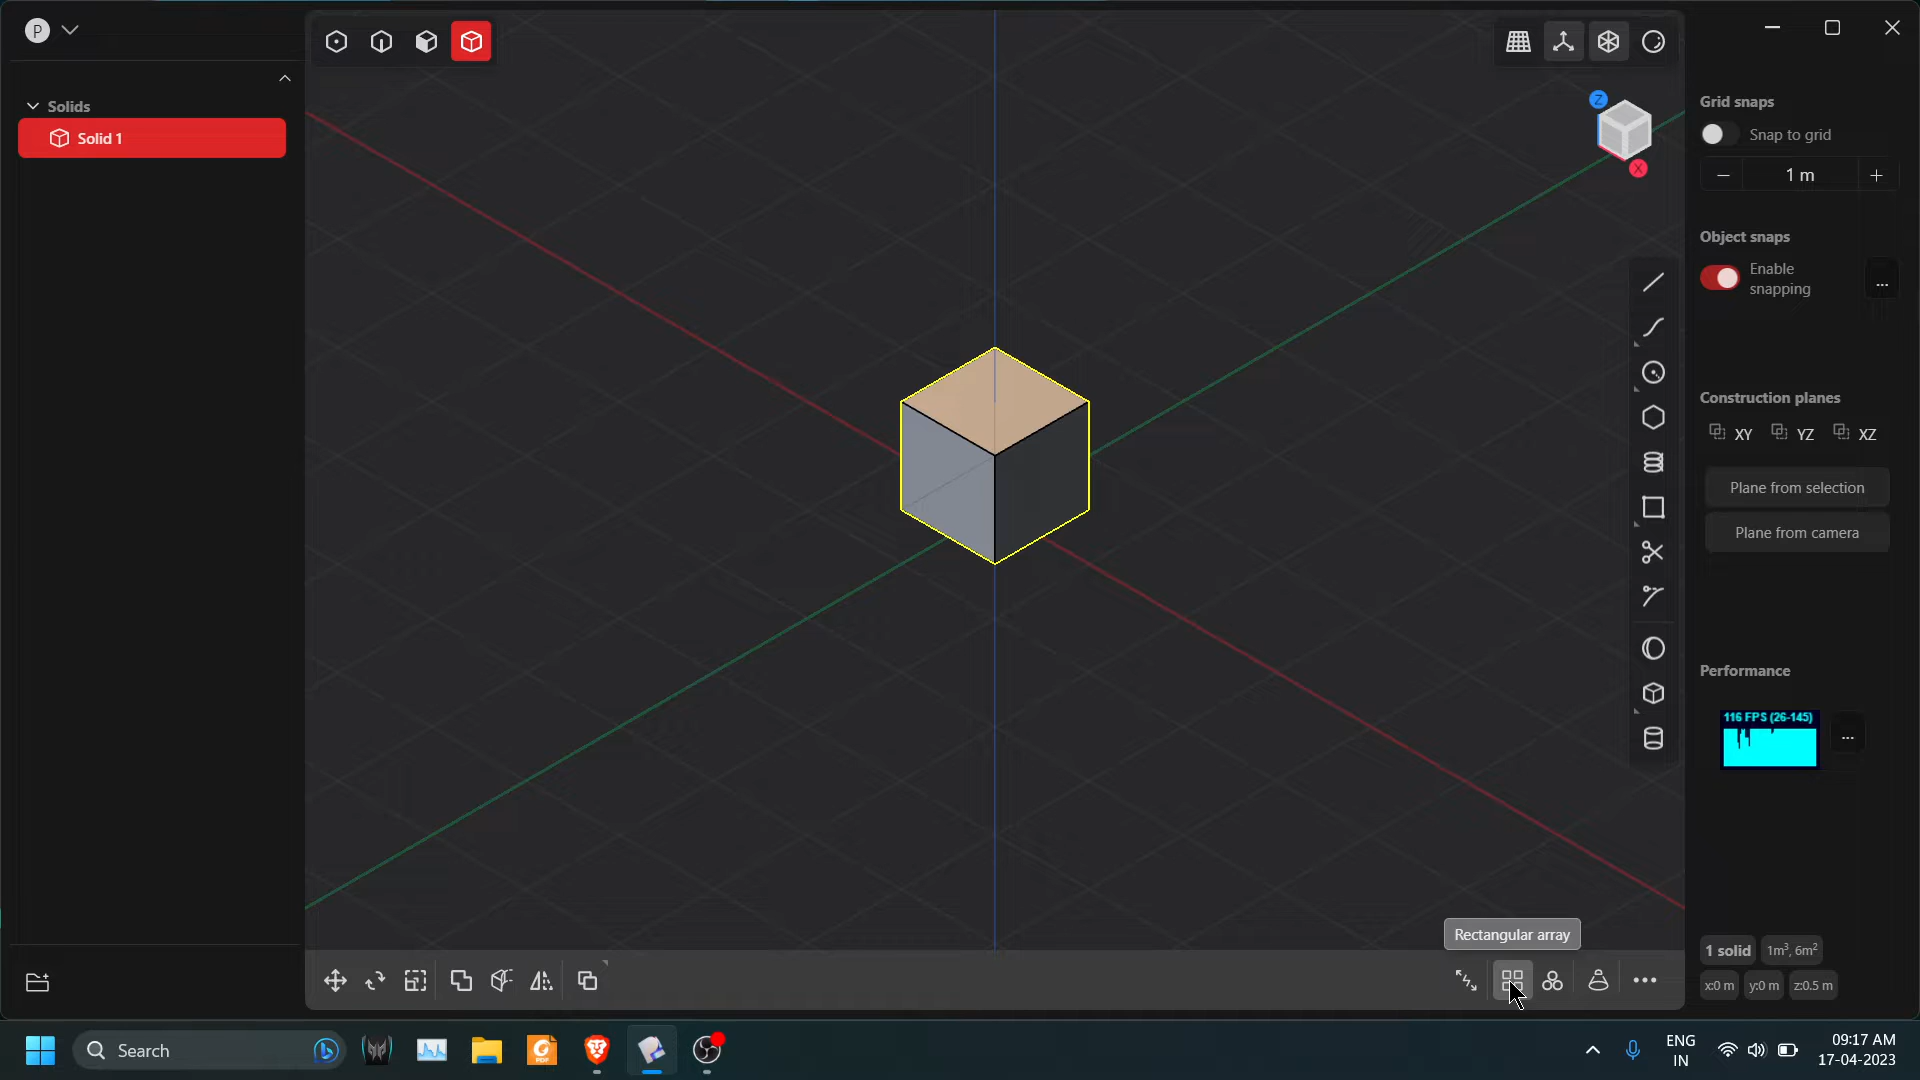 P
Solids
Solid 1
Z
X
Grid snaps
Snap to grid
1 m
Object snaps
Enable
snapping
...
Construction planes
XY
YZ
XZ
Plane from selection
Plane from camera
Performance
116 FPS (26-145)
...
Rectangular array
1 solid
1m³, 6m²
x:0 m
y:0 m
z:0.5 m
Search
PDF
ENG
IN
09:17 AM
17-04-2023